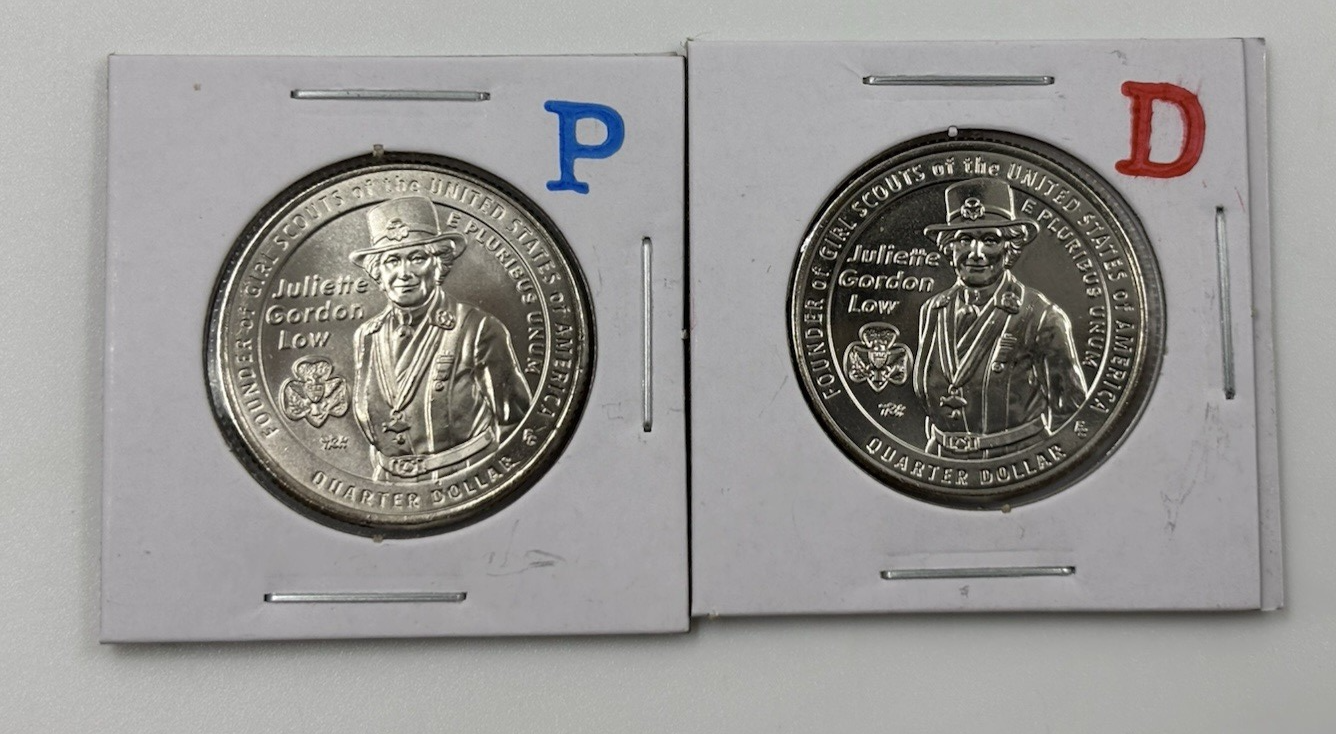 P
FOUNDER of GIRL SCOUTS of the UNITED STATES of AMERICA
E PLURIBUS UNUM
Juliette
Gordon
Low
QUARTER DOLLAR
D
FOUNDER of GIRL SCOUTS of the UNITED STATES of AMERICA
E PLURIBUS UNUM
Juliette
Gordon
Low
QUARTER DOLLAR